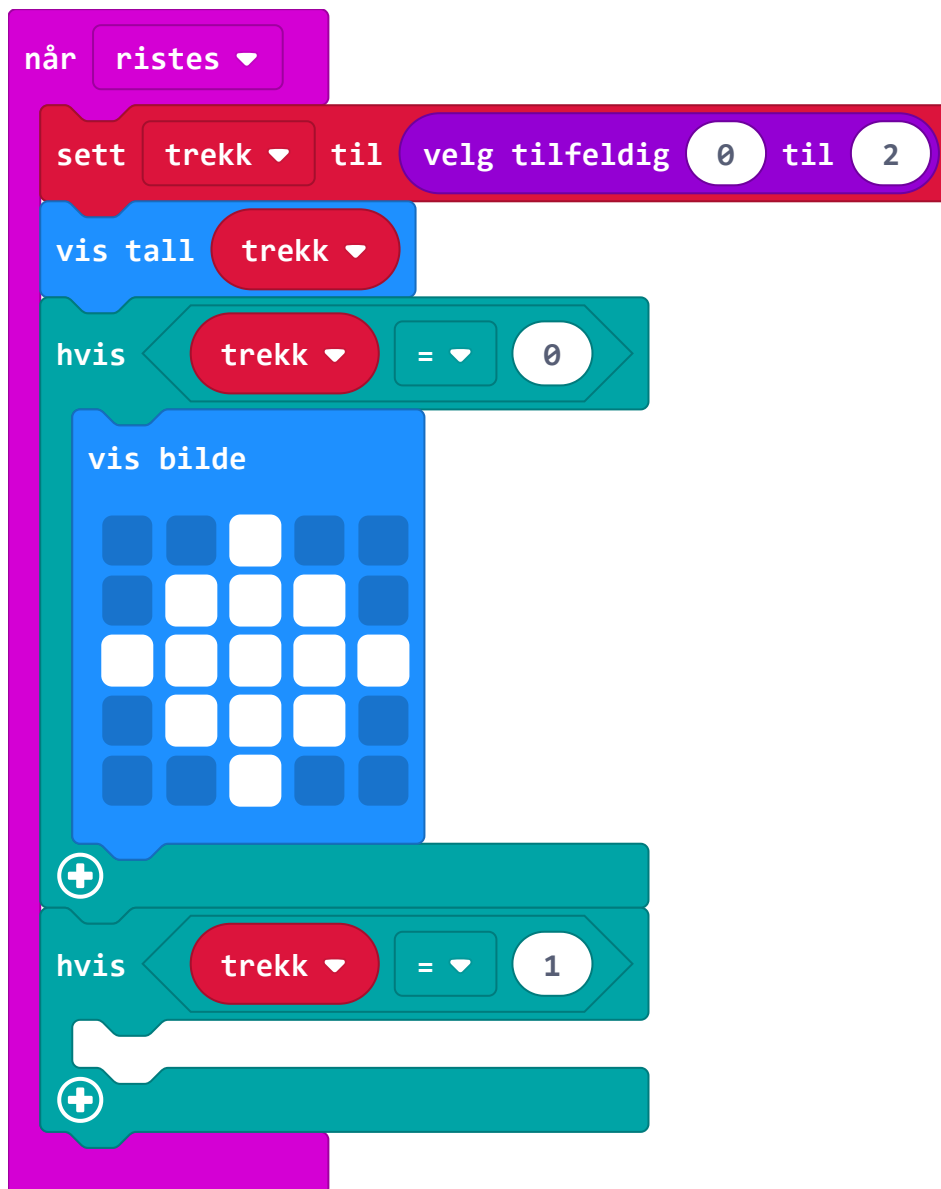 når ristes
sett trekk til velg tilfeldig 0 til 2
vis tall trekk
hvis trekk = 0
vis bilde
hvis trekk = 1